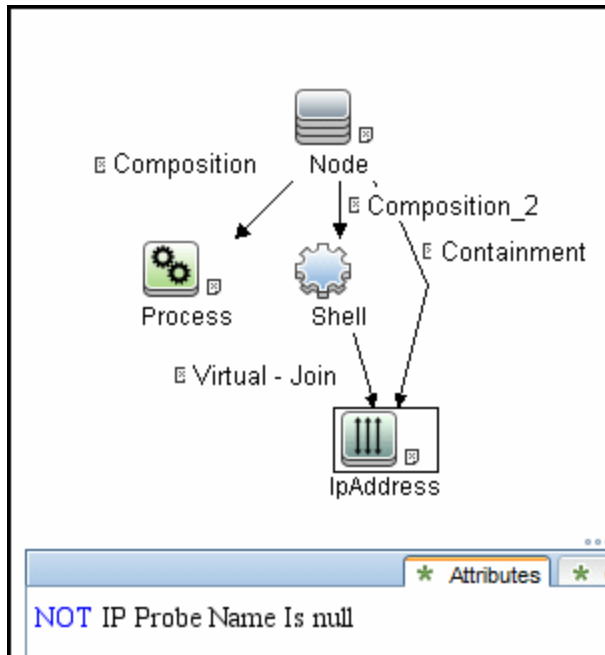 Node
Composition
Composition_2
Containment
Process
Shell
Virtual - Join
IpAddress
Attributes
NOT IP Probe Name Is null